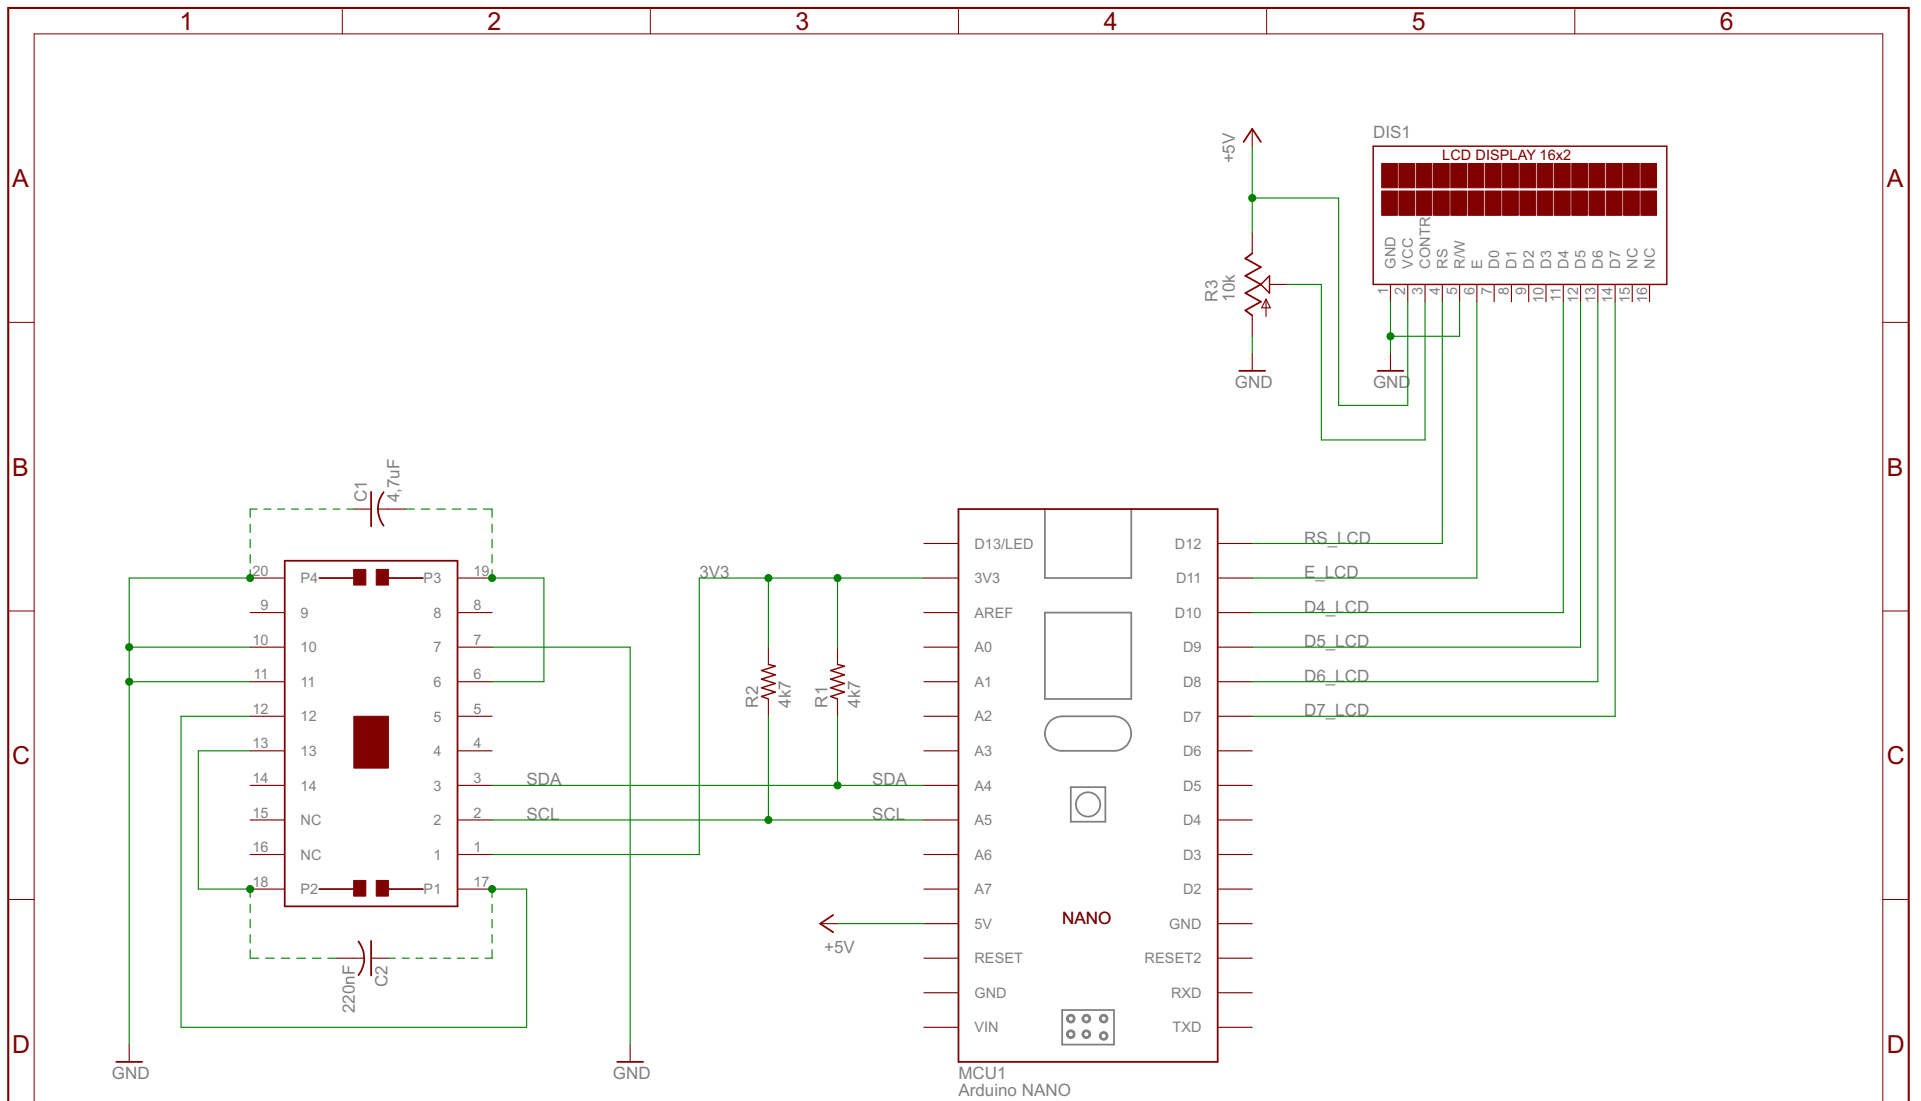 1 2 3 4 5 6
A A
B B
C C
D D
+5V
R3
10k
GND
DIS1
LCD DISPLAY 16x2
GND VCC CONTR RS R/W E D0 D1 D2 D3 D4 D5 D6 D7 NC NC
1 2 3 4 5 6 7 8 9 10 11 12 13 14 15 16
GND
C1
4,7uF
20 P4 P3 19
9 9 8 8
10 10 7 7
11 11 6 6
12 12 5 5
13 13 4 4
14 14 3 3
15 NC 2 2
16 NC 1 1
18 P2 P1 17
220nF
C2
GND
GND
3V3
R2
4k7
R1
4k7
SDA SDA
SCL SCL
+5V
D13/LED D12
3V3 D11
AREF D10
A0 D9
A1 D8
A2 D7
A3 D6
A4 D5
A5 D4
A6 D3
A7 D2
5V NANO GND
RESET RESET2
GND RXD
VIN TXD
MCU1
Arduino NANO
RS_LCD
E_LCD
D4_LCD
D5_LCD
D6_LCD
D7_LCD